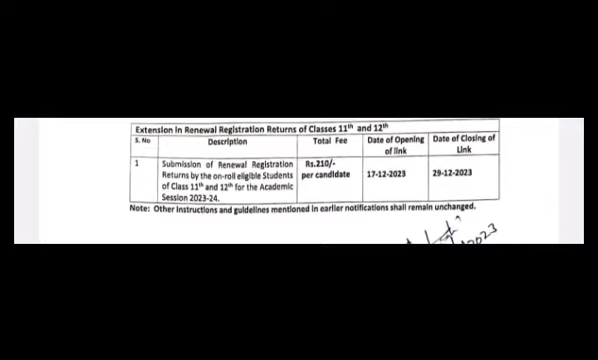 Extension in Renewal Registration Returns of Classes 11th and 12th
S. No Description Total Fee Date of Opening of link Date of Closing of Link
1 Submission of Renewal Registration Rs.210/-
Returns by the on-roll eligible Students per candidate 17-12-2023 29-12-2023
of Class 11th and 12th for the Academic
Session 2023-24.
Note: Other instructions and guidelines mentioned in earlier notifications shall remain unchanged.
2023